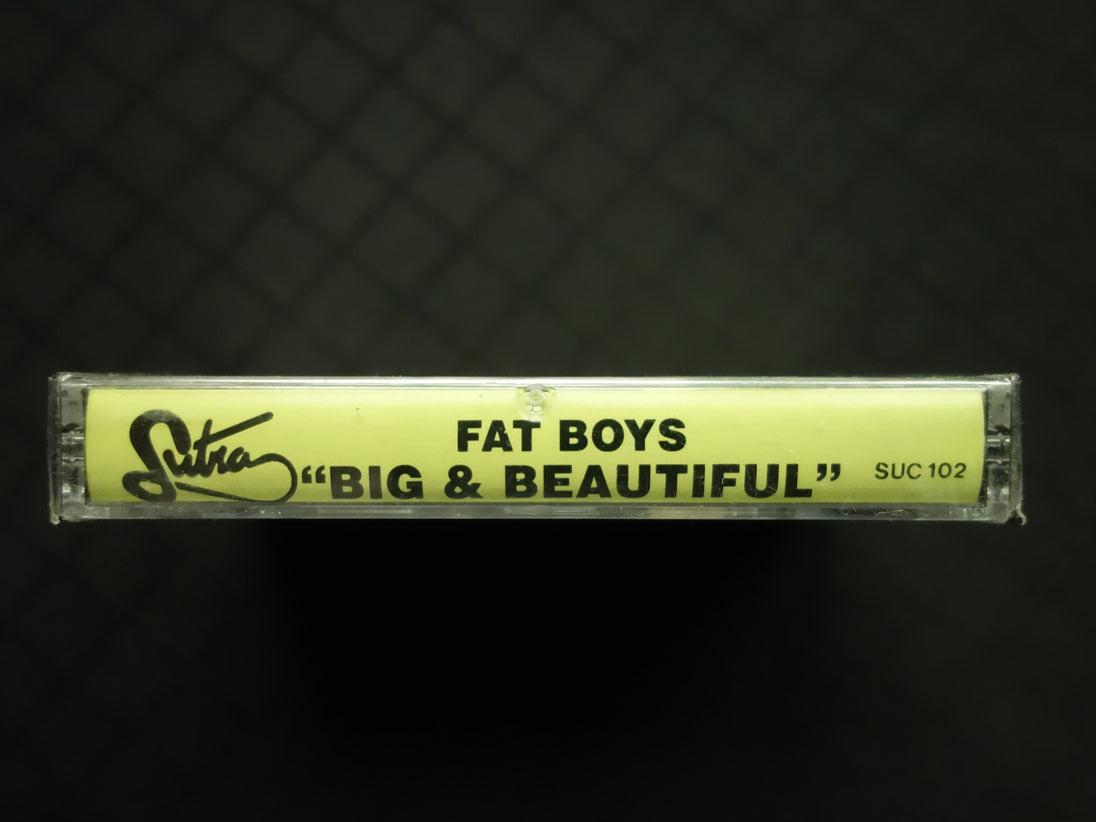 Sutra
FAT BOYS
“BIG & BEAUTIFUL”
SUC 102